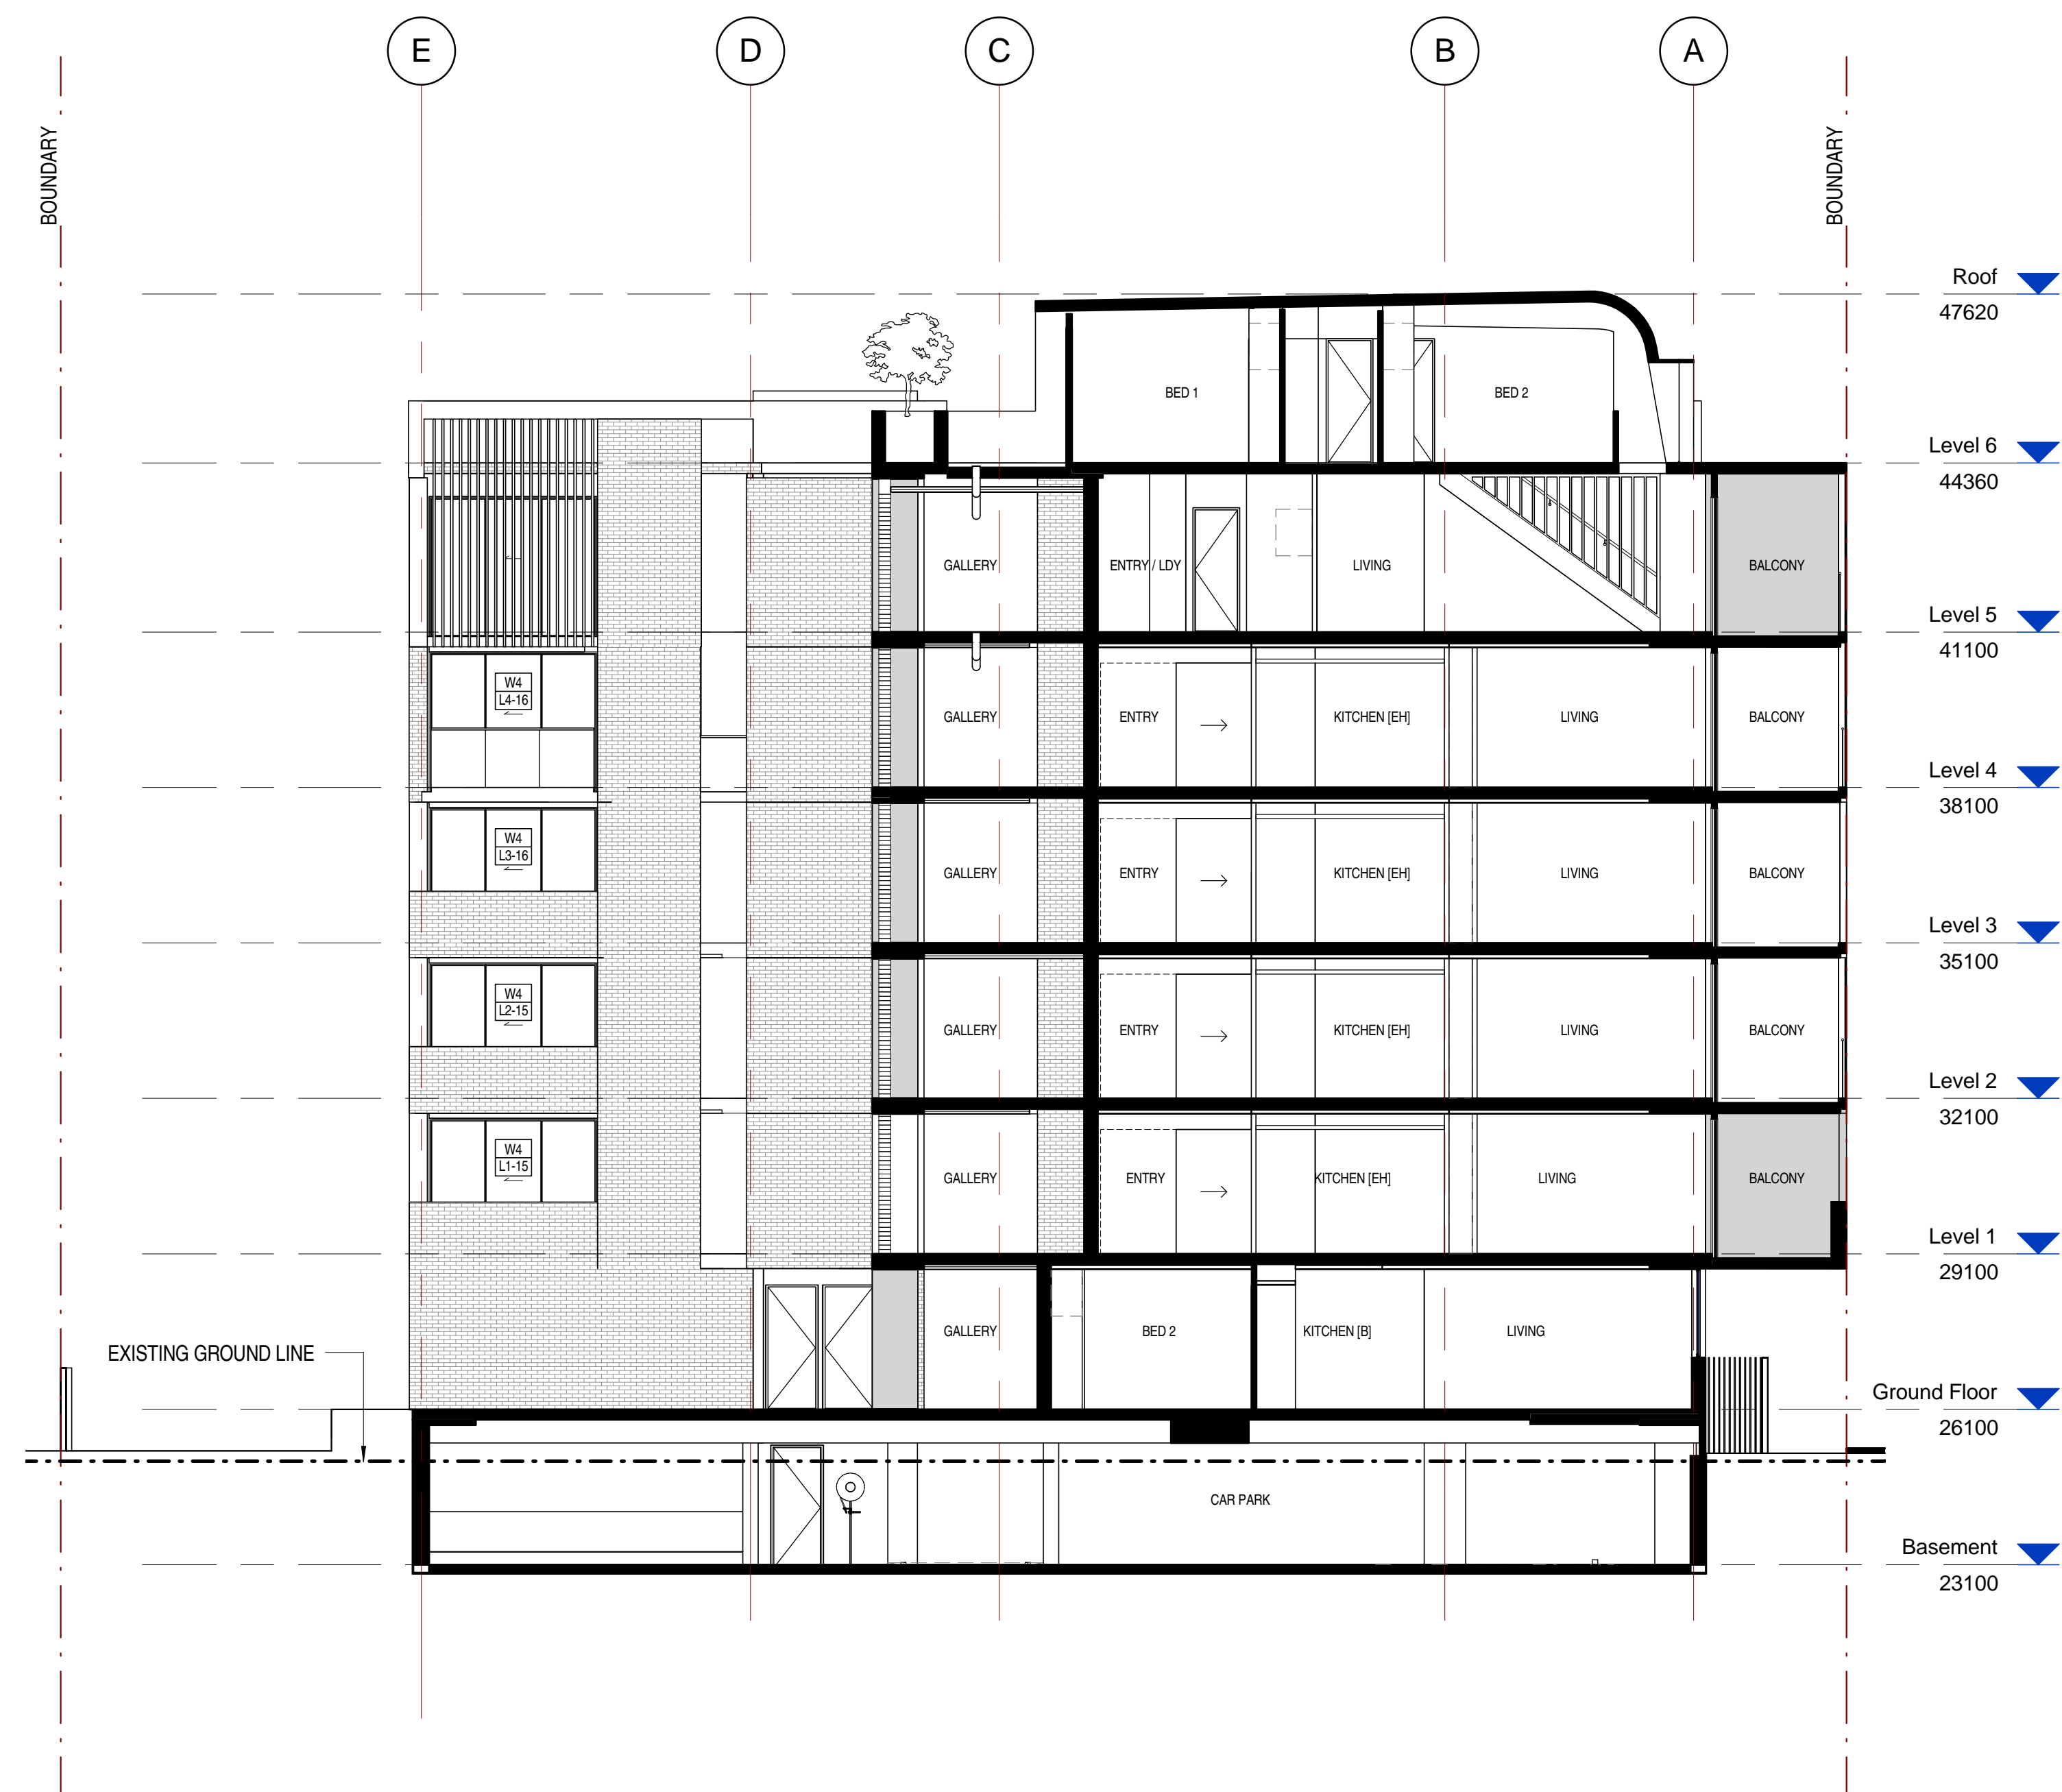 E D C B A
BOUNDARY
BOUNDARY
Roof
47620
BED 1 BED 2
Level 6
44360
GALLERY ENTRY / LDY LIVING BALCONY
Level 5
41100
W4
L4-16
GALLERY ENTRY KITCHEN [EH] LIVING BALCONY
Level 4
38100
W4
L3-16
GALLERY ENTRY KITCHEN [EH] LIVING BALCONY
Level 3
35100
W4
L2-15
GALLERY ENTRY KITCHEN [EH] LIVING BALCONY
Level 2
32100
W4
L1-15
GALLERY ENTRY KITCHEN [EH] LIVING BALCONY
Level 1
29100
GALLERY BED 2 KITCHEN [B] LIVING
EXISTING GROUND LINE
Ground Floor
26100
CAR PARK
Basement
23100